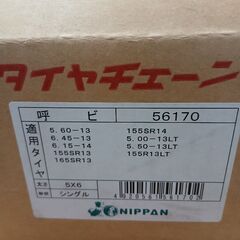 タイヤチェーン
呼 ビ 56170
適用タイヤ
5.60-13 155SR14
6.45-13 5.00-13LT
6.15-14 5.50-13LT
155SR13 155R13LT
165SR13
太さ 5X6
シングル
NIPPAN